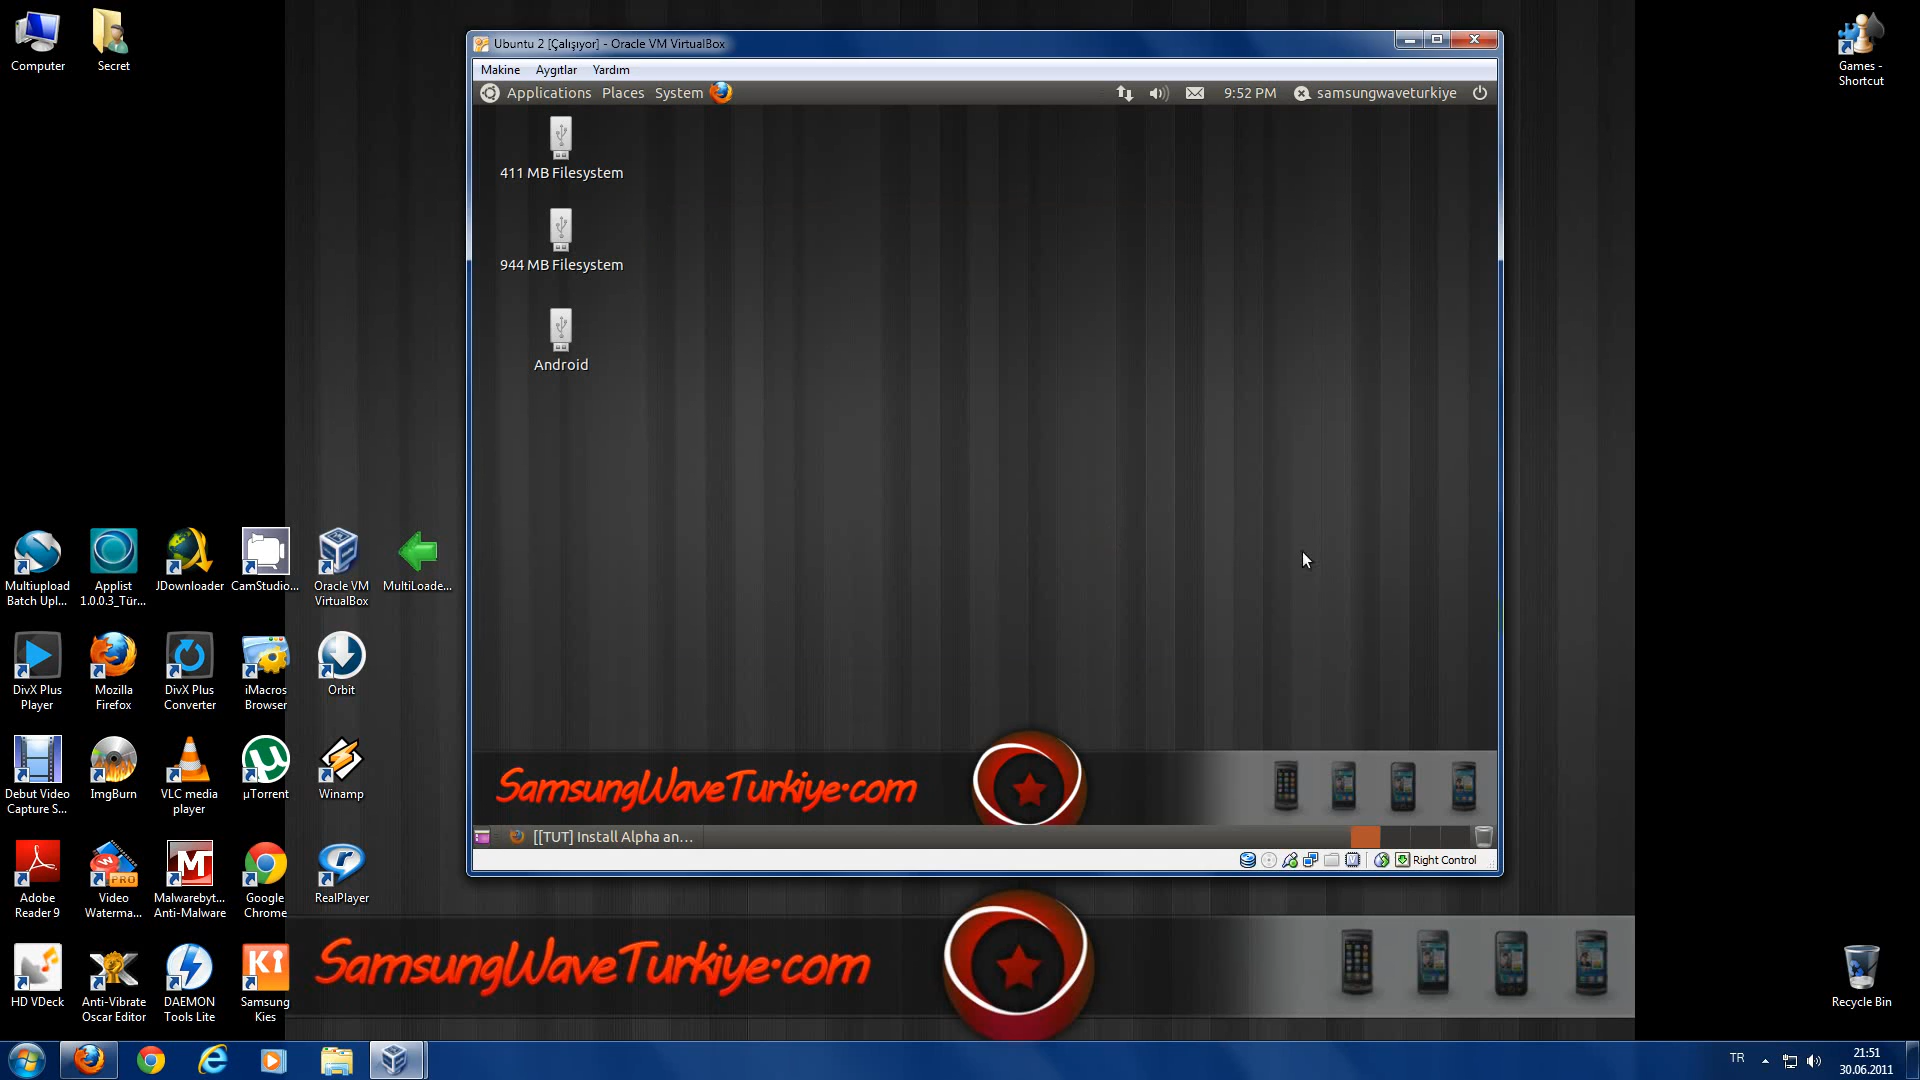 Computer
Secret
Games -
Shortcut
Ubuntu 2 [Çalışıyor] - Oracle VM VirtualBox
Makine Aygıtlar Yardım
Applications Places System 9:52 PM samsungwaveturkiye
411 MB Filesystem
944 MB Filesystem
Android
Multiupload
Batch Upl...
Applist
1.0.0.3_Tür...
JDownloader
CamStudio...
Oracle VM
VirtualBox
MultiLoade...
DivX Plus
Player
Mozilla
Firefox
DivX Plus
Converter
iMacros
Browser
Orbit
Debut Video
Capture S...
ImgBurn
VLC media
player
µTorrent
Winamp
SamsungWaveTurkiye.com
[[TUT] Install Alpha an...
Right Control
Adobe
Reader 9
PRO
Video
Waterma...
Malwarebyt...
Anti-Malware
Google
Chrome
RealPlayer
HD VDeck
Anti-Vibrate
Oscar Editor
DAEMON
Tools Lite
Samsung
Kies
SamsungWaveTurkiye.com
Recycle Bin
TR
21:51
30.06.2011